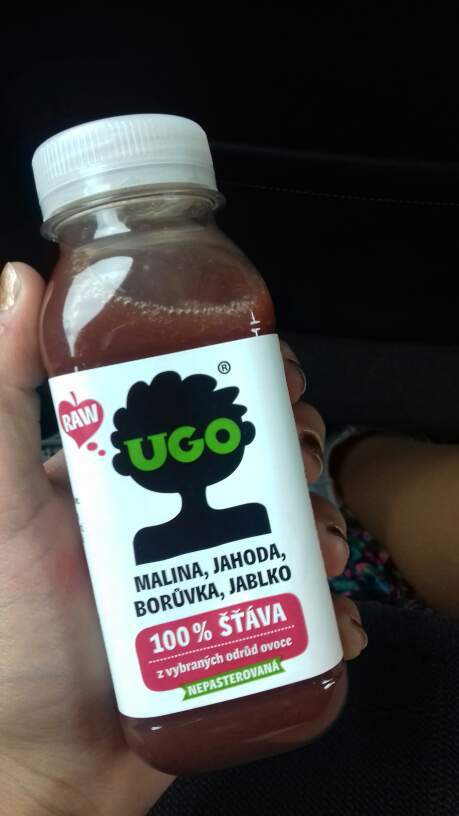 ®
RAW
UGO
MALINA, JAHODA,
BORŮVKA, JABLKO
100% ŠŤÁVA
z vybraných odrůd ovoce
NEPASTEROVANÁ